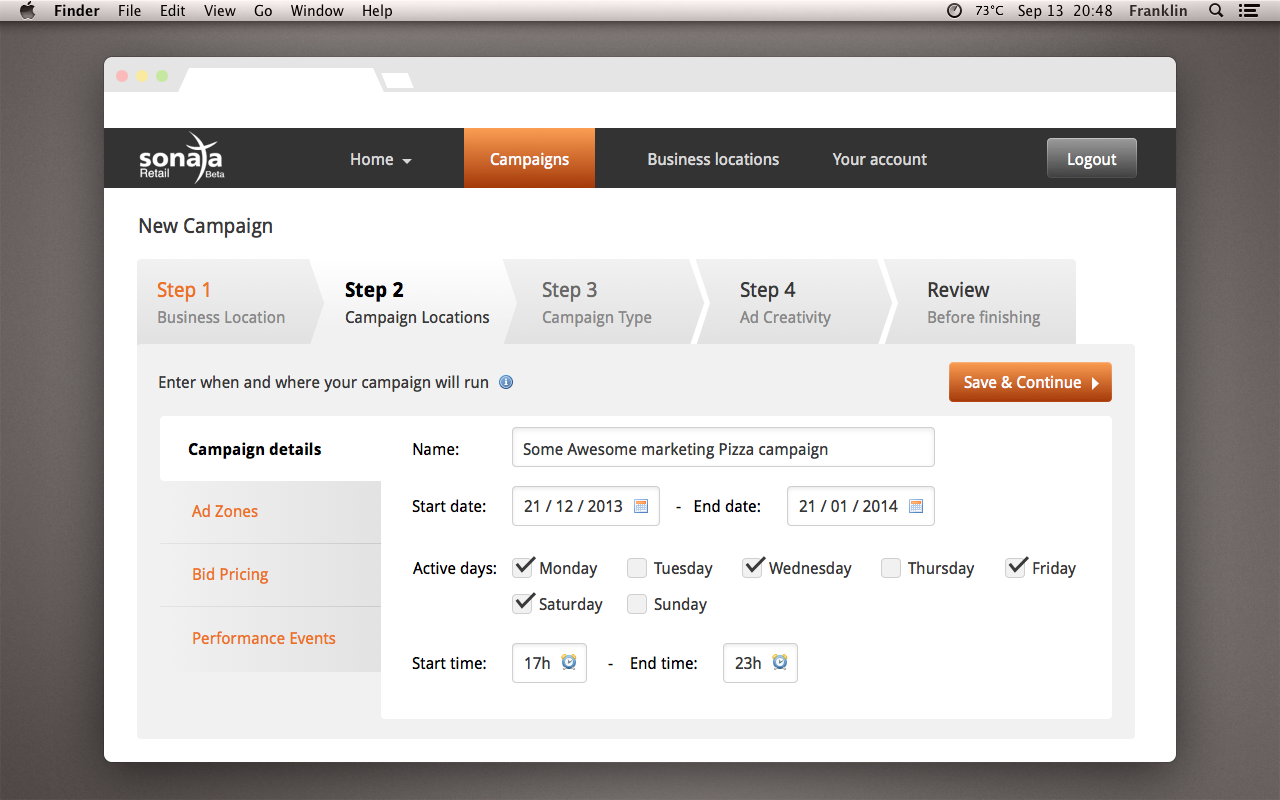 Finder File Edit View Go Window Help 73°C Sep 13 20:48 Franklin
sonata
Retail Beta
Home Campaigns Business locations Your account Logout
New Campaign
Step 1 Step 2 Step 3 Step 4 Review
Business Location Campaign Locations Campaign Type Ad Creativity Before finishing
Enter when and where your campaign will run Save & Continue
Campaign details Name: Some Awesome marketing Pizza campaign
Ad Zones Start date: 21 / 12 / 2013 - End date: 21 / 01 / 2014
Bid Pricing Active days: Monday Tuesday Wednesday Thursday Friday
Saturday Sunday
Performance Events
Start time: 17h - End time: 23h